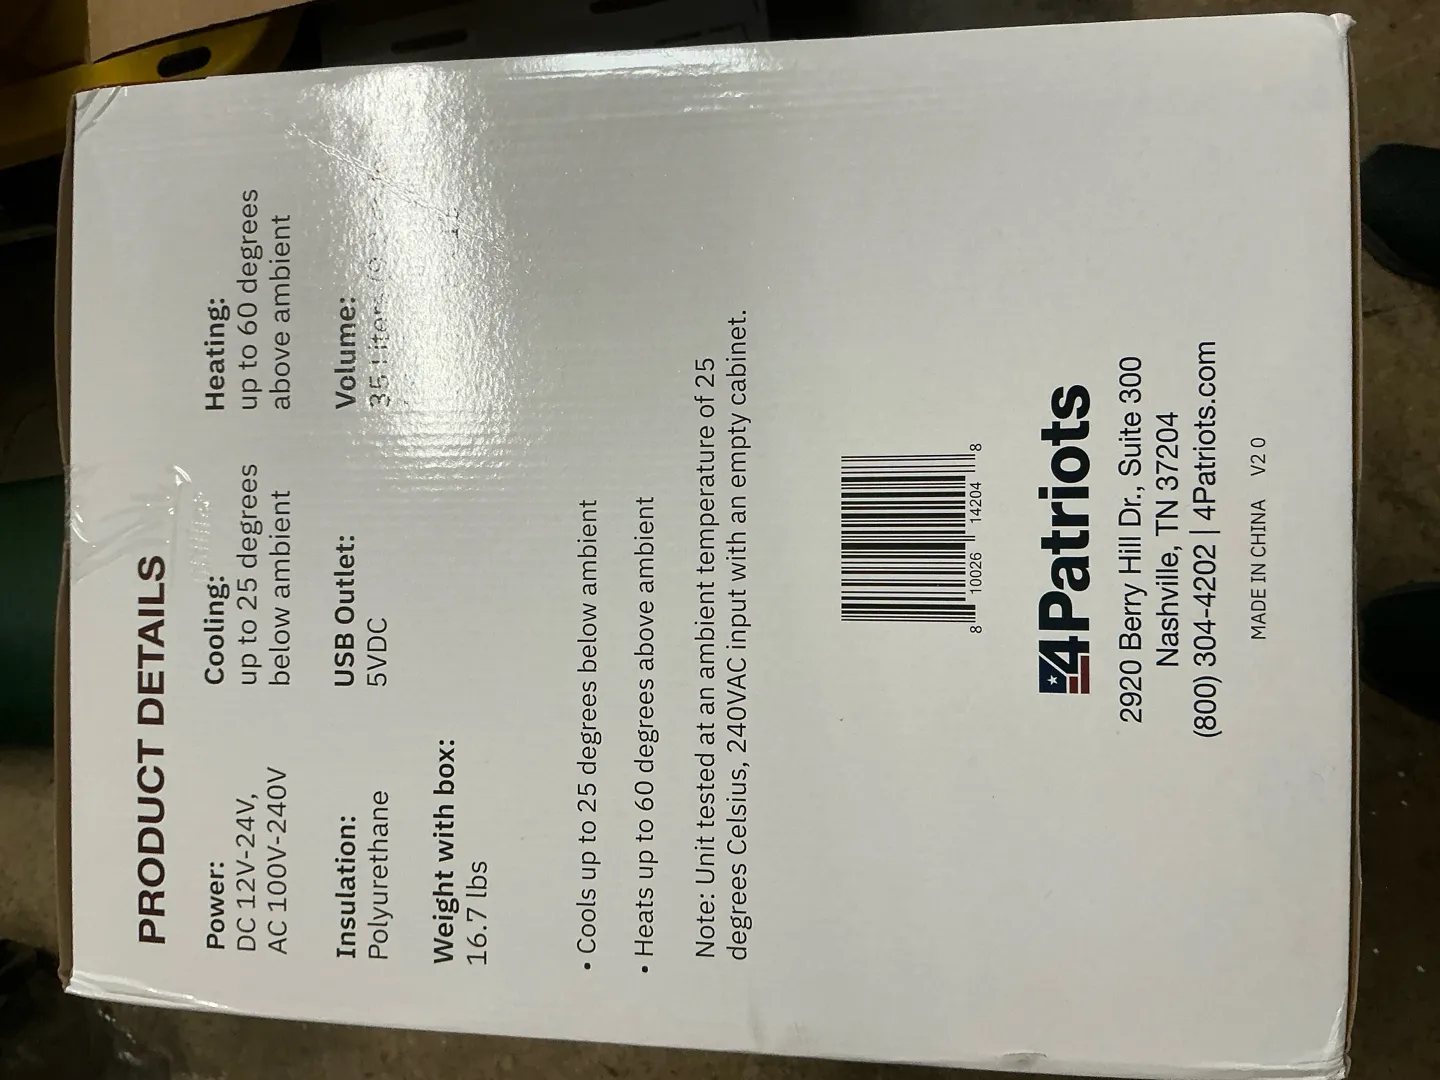 PRODUCT DETAILS
Power:
DC 12V-24V,
AC 100V-240V
Cooling:
up to 25 degrees
below ambient
Heating:
up to 60 degrees
above ambient
Insulation:
Polyurethane
USB Outlet:
5VDC
Volume:
35 Liters
Weight with box:
16.7 lbs
• Cools up to 25 degrees below ambient
• Heats up to 60 degrees above ambient
Note: Unit tested at an ambient temperature of 25
degrees Celsius, 240VAC input with an empty cabinet.
8 10026 14204 8
4Patriots
2920 Berry Hill Dr., Suite 300
Nashville, TN 37204
(800) 304-4202 | 4Patriots.com
MADE IN CHINA V2 0